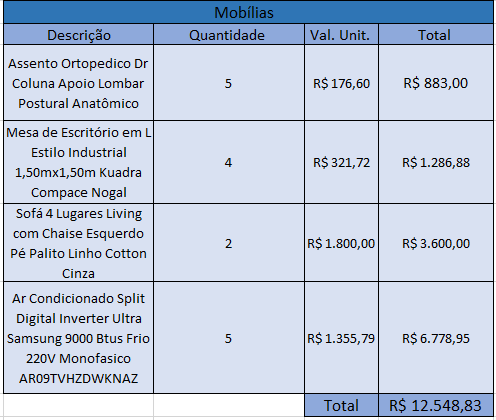 Mobílias
Descrição Quantidade Val. Unit. Total
Assento Ortopedico Dr
Coluna Apoio Lombar
Postural Anatômico
5 R$ 176,60 R$ 883,00
Mesa de Escritório em L
Estilo Industrial
1,50mx1,50m Kuadra
Compace Nogal
4 R$ 321,72 R$ 1.286,88
Sofá 4 Lugares Living
com Chaise Esquerdo
Pé Palito Linho Cotton
Cinza
2 R$ 1.800,00 R$ 3.600,00
Ar Condicionado Split
Digital Inverter Ultra
Samsung 9000 Btus Frio
220V Monofasico
AR09TVHZDWKNAZ
5 R$ 1.355,79 R$ 6.778,95
Total R$ 12.548,83